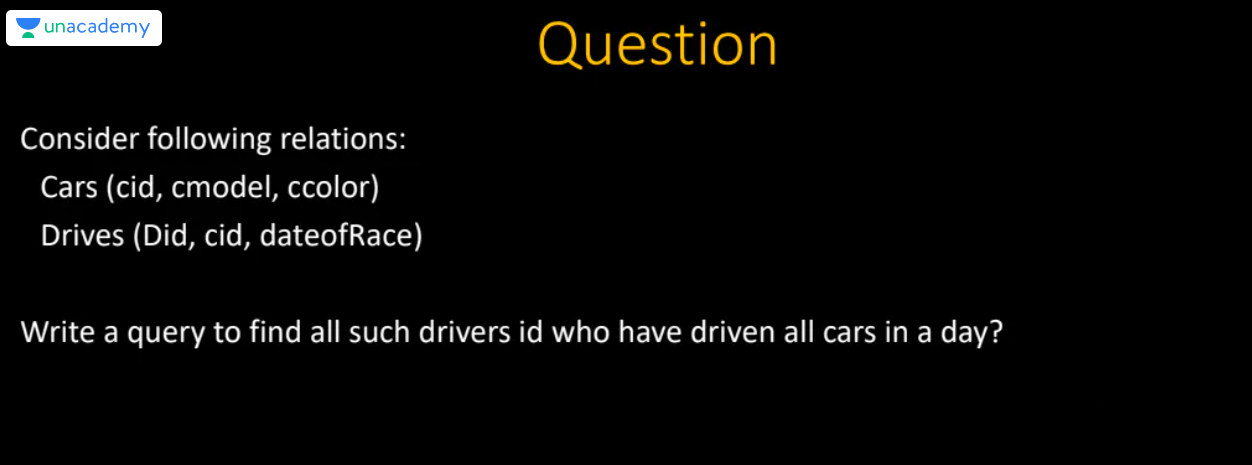 unacademy
Question
Consider following relations:
Cars (cid, cmodel, ccolor)
Drives (Did, cid, dateofRace)
Write a query to find all such drivers id who have driven all cars in a day?